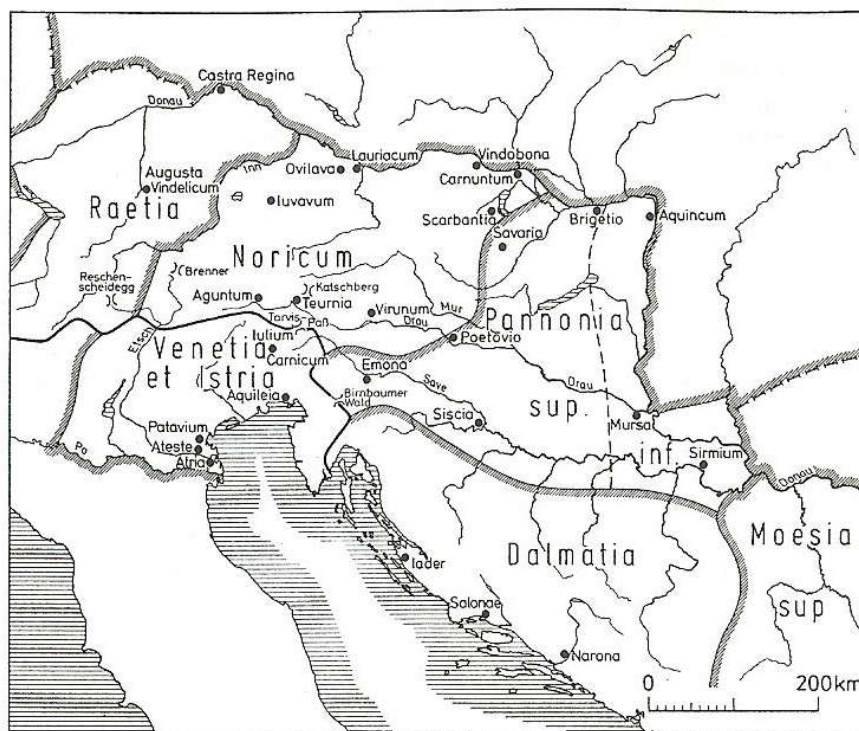 Castra Regina
Donau
Lauriacum
Vindobona
Inn
Ovilava
Carnuntum
Augusta
Vindelicum
Iuvavum
Scarbantia
Brigetio
Aquincum
Raetia
Savaria
Noricum
Brenner
Reschen-
scheidegg
Katschberg
Aguntum
Teurnia
Virunum
Mur
Tarvis-Paß
Drau
Pannonia
Etsch
Iulium
Carnicum
Poetovio
Venetia
et Istria
Emona
Save
Drau
Aquileia
Birnbaumer
Wald
Siscia
sup.
Mursa
Patavium
Ateste
Atria
Pa
inf.
Sirmium
Donau
Dalmatia
Moesia
sup
Iader
Salonae
Narona
0 200km